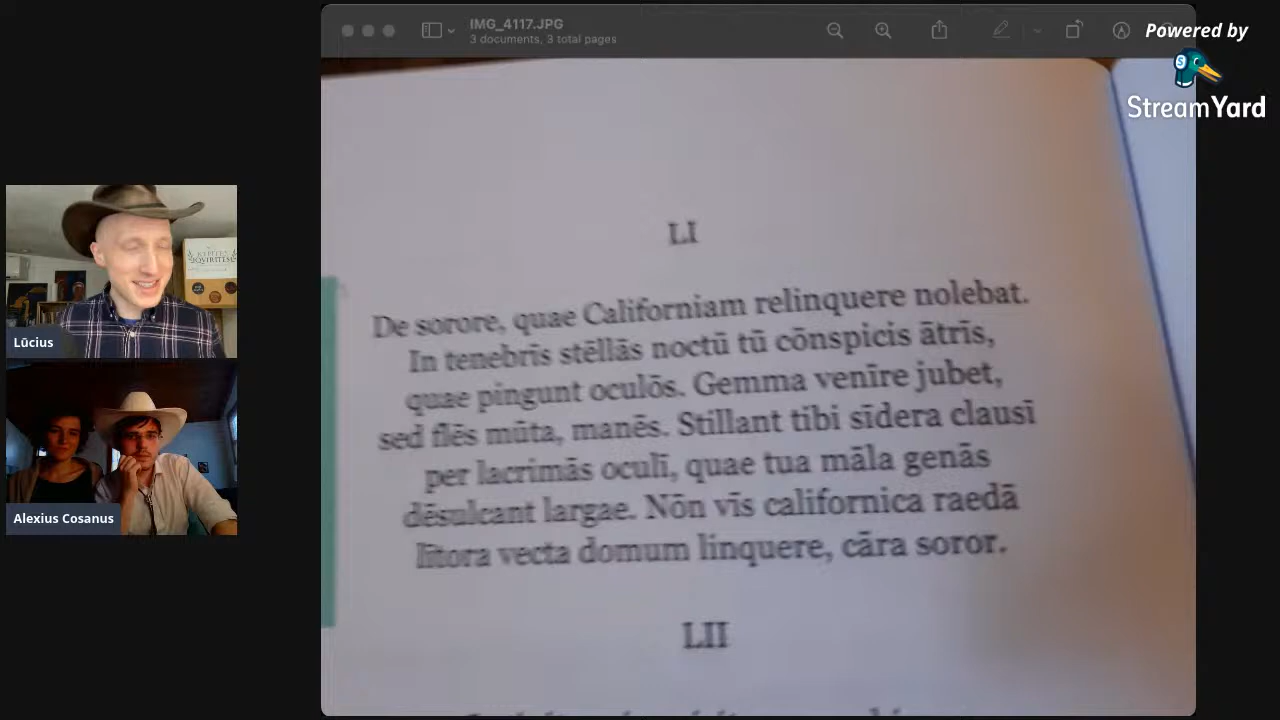 IMG_4117.JPG
3 documents, 3 total pages
Powered by
StreamYard
LI
De sorore, quae Californiam relinquere nolebat.
In tenebrīs stēllās noctū tū cōnspicis ātrīs,
quae pingunt oculōs. Gemma venīre jubet,
sed flēs mūta, manēs. Stillant tibi sīdera clausī
per lacrimās oculī, quae tua māla genās
dēsulcant largae. Nōn vīs californica raedā
lītora vecta domum linquere, cāra soror.
LII
Lūcius
Alexius Cosanus